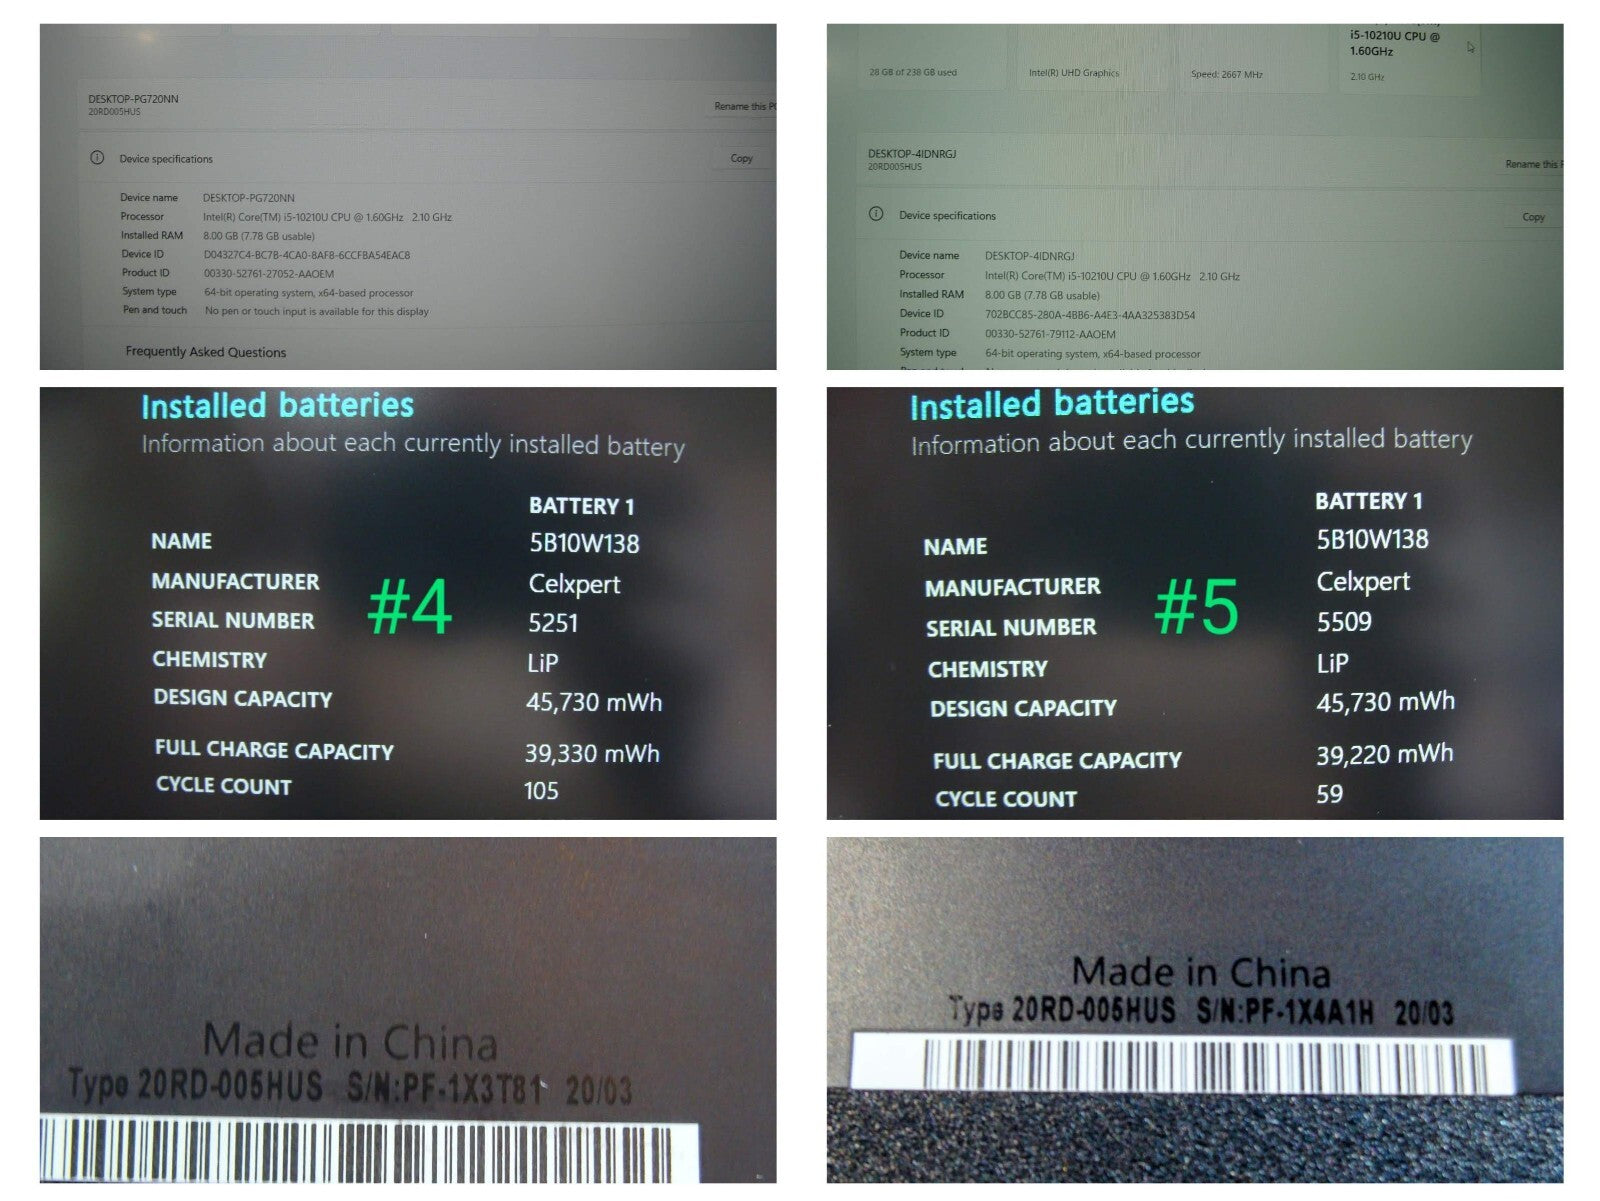 DESKTOP-PG720NN
20RD005HUS
Rename this PC
Device specifications
Copy
Device name DESKTOP-PG720NN
Processor Intel(R) Core(TM) i5-10210U CPU @ 1.60GHz 2.10 GHz
Installed RAM 8.00 GB (7.78 GB usable)
Device ID D04327C4-BC7B-4CA0-8AF8-6CCFBA54EAC8
Product ID 00330-52761-27052-AAOEM
System type 64-bit operating system, x64-based processor
Pen and touch No pen or touch input is available for this display
Frequently Asked Questions
i5-10210U CPU @
1.60GHz
28 GB of 238 GB used
Intel(R) UHD Graphics
Speed: 2667 MHz
2.10 GHz
DESKTOP-4IDNRGJ
20RD005HUS
Rename this P
Device specifications
Copy
Device name DESKTOP-4IDNRGJ
Processor Intel(R) Core(TM) i5-10210U CPU @ 1.60GHz 2.10 GHz
Installed RAM 8.00 GB (7.78 GB usable)
Device ID 702BCC85-280A-4BB6-A4E3-4AA325383D54
Product ID 00330-52761-79112-AAOEM
System type 64-bit operating system, x64-based processor
Installed batteries
Information about each currently installed battery
BATTERY 1
NAME 5B10W138
MANUFACTURER Celxpert
#4
SERIAL NUMBER 5251
CHEMISTRY LiP
DESIGN CAPACITY 45,730 mWh
FULL CHARGE CAPACITY 39,330 mWh
CYCLE COUNT 105
Installed batteries
Information about each currently installed battery
BATTERY 1
NAME 5B10W138
MANUFACTURER Celxpert
#5
SERIAL NUMBER 5509
CHEMISTRY LiP
DESIGN CAPACITY 45,730 mWh
FULL CHARGE CAPACITY 39,220 mWh
CYCLE COUNT 59
Made in China
Type 20RD-005HUS S/N:PF-1X3T81 20/03
Made in China
Type 20RD-005HUS S/N:PF-1X4A1H 20/03